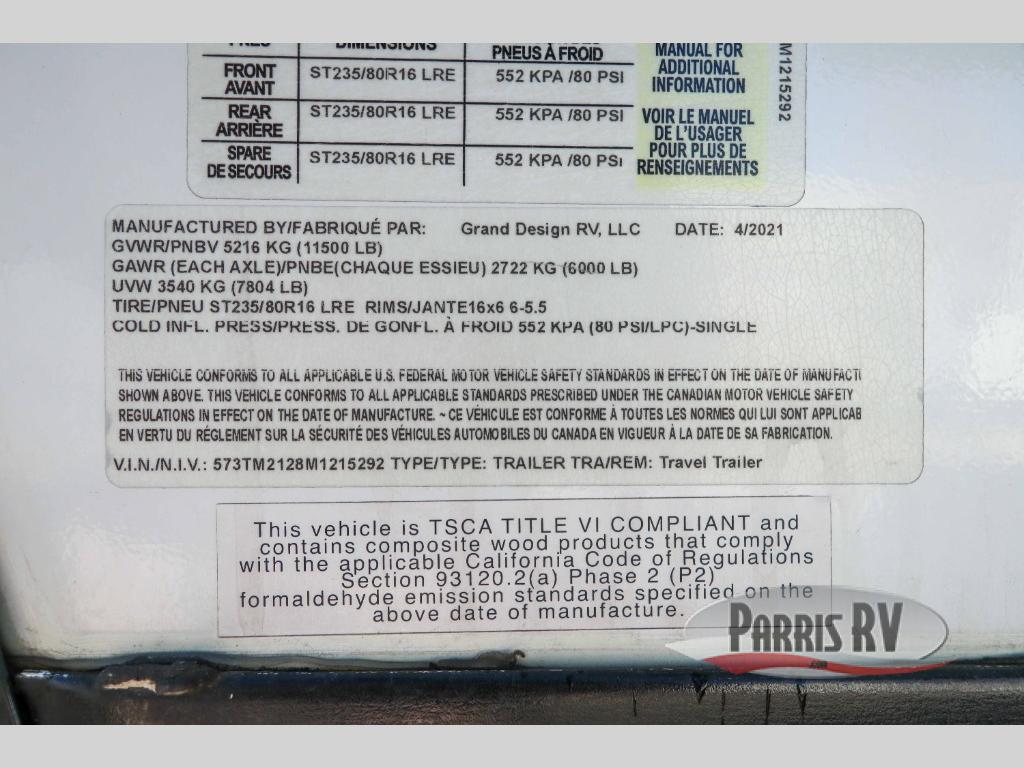 DIMENSIONS
PNEUS À FROID
FRONT ST235/80R16 LRE 552 KPA /80 PSI
AVANT
REAR ST235/80R16 LRE 552 KPA /80 PSI
ARRIÈRE
SPARE ST235/80R16 LRE 552 KPA /80 PSI
DE SECOURS
MANUAL FOR
ADDITIONAL
INFORMATION
VOIR LE MANUEL
DE L'USAGER
POUR PLUS DE
RENSEIGNEMENTS
M1215292
MANUFACTURED BY/FABRIQUÉ PAR: Grand Design RV, LLC DATE: 4/2021
GVWR/PNBV 5216 KG (11500 LB)
GAWR (EACH AXLE)/PNBE(CHAQUE ESSIEU) 2722 KG (6000 LB)
UVW 3540 KG (7804 LB)
TIRE/PNEU ST235/80R16 LRE RIMS/JANTE16x6 6-5.5
COLD INFL. PRESS/PRESS. DE GONFL. À FROID 552 KPA (80 PSI/LPC)-SINGLE
THIS VEHICLE CONFORMS TO ALL APPLICABLE U.S. FEDERAL MOTOR VEHICLE SAFETY STANDARDS IN EFFECT ON THE DATE OF MANUFACTI
SHOWN ABOVE. THIS VEHICLE CONFORMS TO ALL APPLICABLE STANDARDS PRESCRIBED UNDER THE CANADIAN MOTOR VEHICLE SAFETY
REGULATIONS IN EFFECT ON THE DATE OF MANUFACTURE. ~ CE VÉHICULE EST CONFORME À TOUTES LES NORMES QUI LUI SONT APPLICAB
EN VERTU DU RÉGLEMENT SUR LA SÉCURITÉ DES VÉHICULES AUTOMOBILES DU CANADA EN VIGUEUR À LA DATE DE SA FABRICATION.
V.I.N./N.I.V.: 573TM2128M1215292 TYPE/TYPE: TRAILER TRA/REM: Travel Trailer
This vehicle is TSCA TITLE VI COMPLIANT and
contains composite wood products that comply
with the applicable California Code of Regulations
Section 93120.2(a) Phase 2 (P2)
formaldehyde emission standards specified on the
above date of manufacture.
PARRIS RV
.com